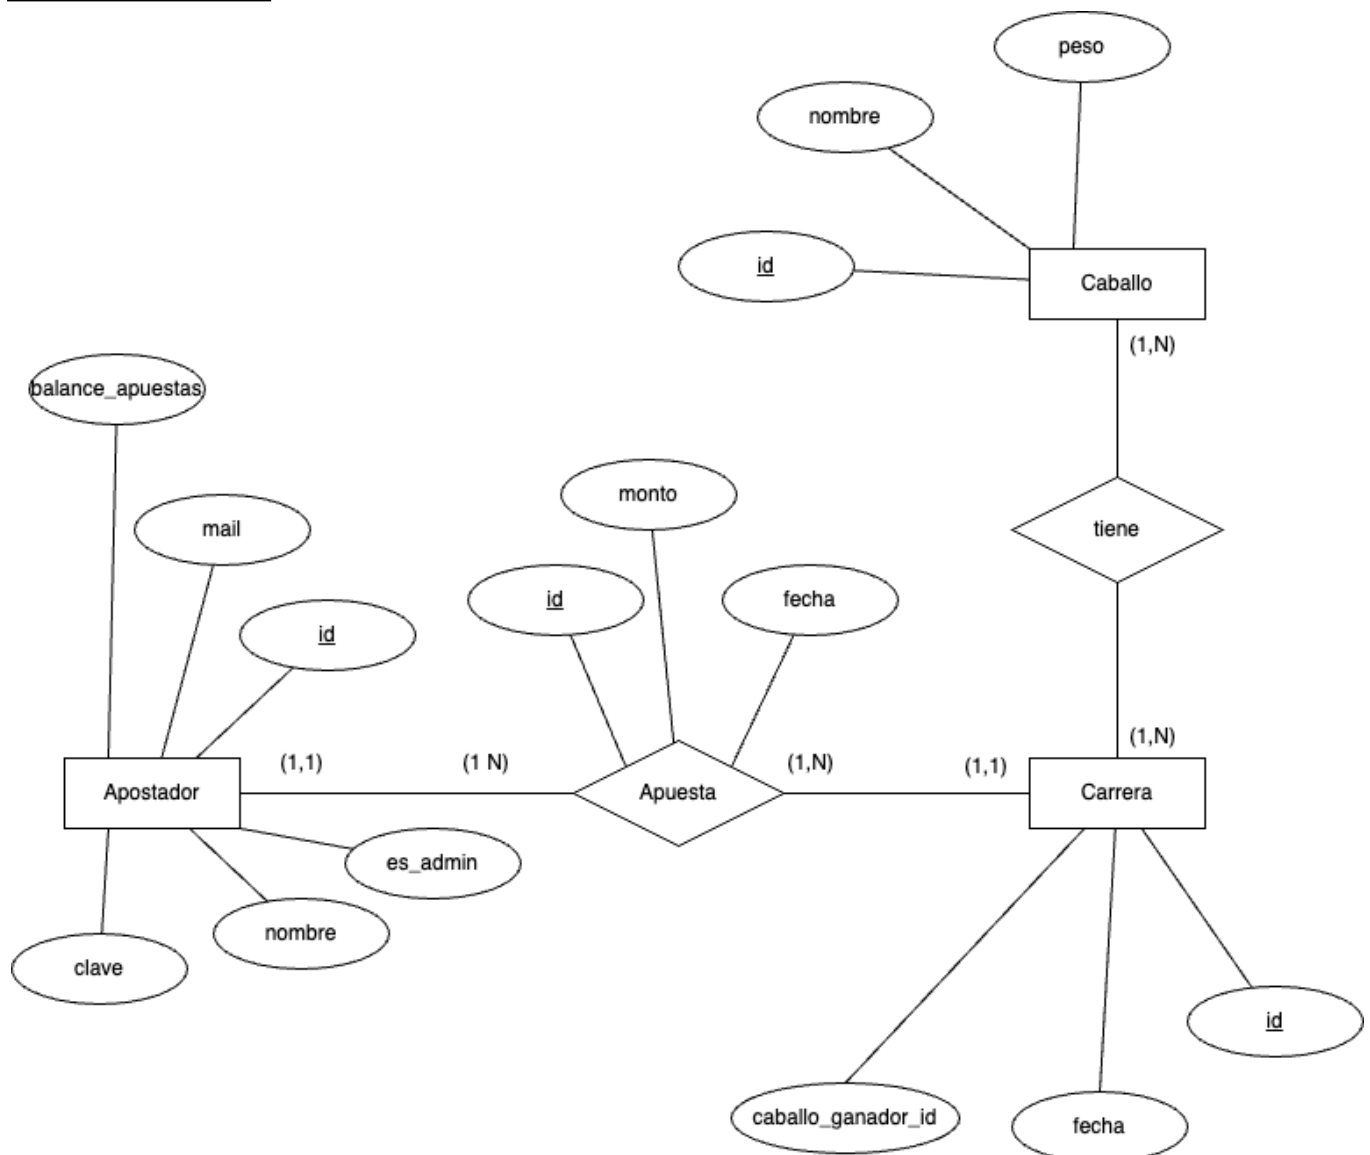 peso
nombre
id
Caballo
(1,N)
balance_apuestas
mail
monto
tiene
id
fecha
id
(1,1)
(1 N)
(1,N)
(1,1)
(1,N)
Apostador
Apuesta
Carrera
es_admin
nombre
clave
id
caballo_ganador_id
fecha